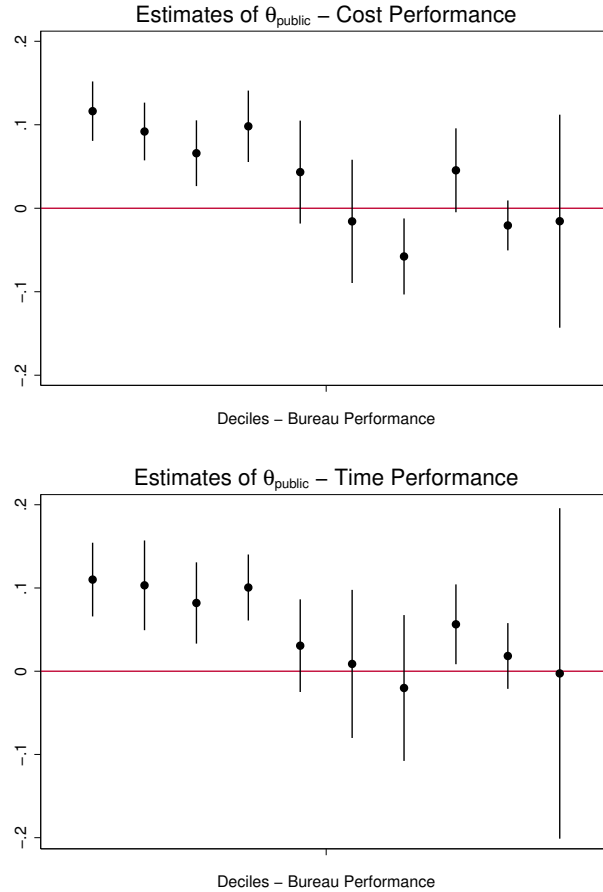 Estimates of θpublic − Cost Performance
.2
.1
0
−.1
−.2
Deciles − Bureau Performance
Estimates of θpublic − Time Performance
.2
.1
0
−.1
−.2
Deciles − Bureau Performance